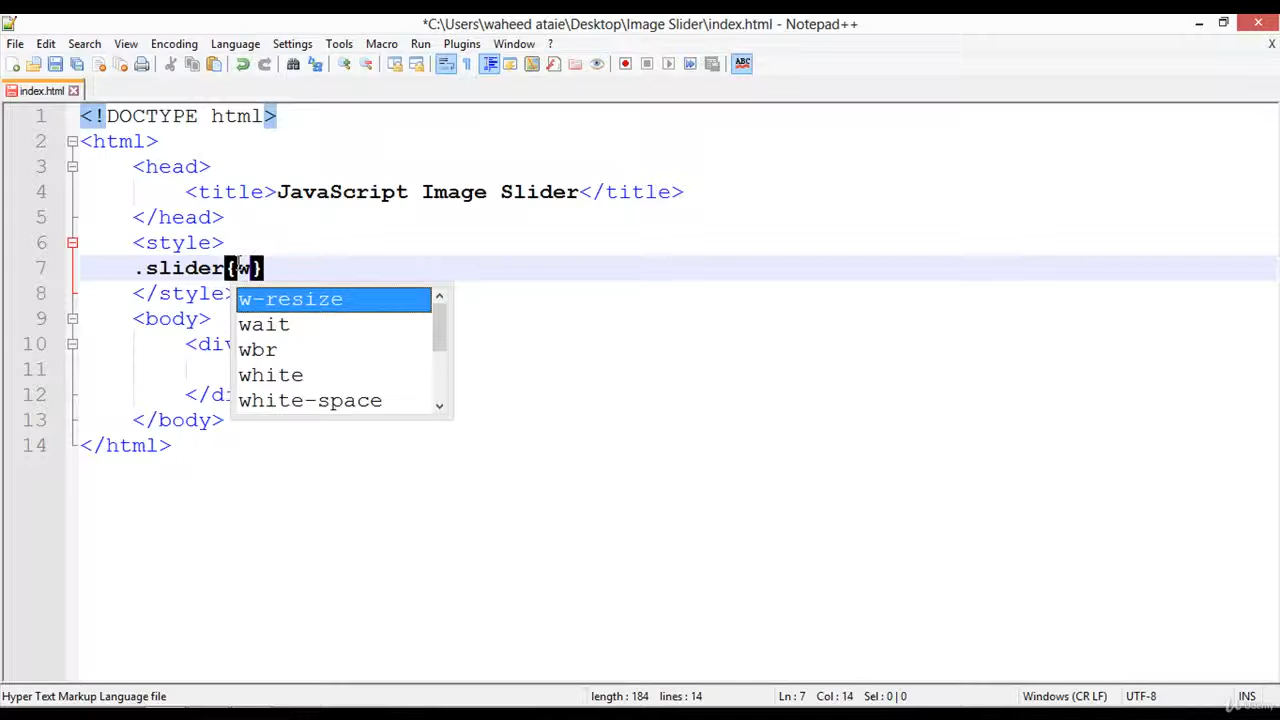 *C:\Users\waheed ataie\Desktop\Image Slider\index.html - Notepad++
File Edit Search View Encoding Language Settings Tools Macro Run Plugins Window ? X
ABC
index.html
1 <!DOCTYPE html>
2 <html>
3 <head>
4 <title>JavaScript Image Slider</title>
5 </head>
6 <style>
7 .slider{w}
8 </style>
w-resize
9 <body>
wait
10 <div
wbr
11
white
12 </di
white-space
13 </body>
14 </html>
Hyper Text Markup Language file length : 184 lines : 14 Ln : 7 Col : 14 Sel : 0 | 0 Windows (CR LF) UTF-8 INS
Udemy